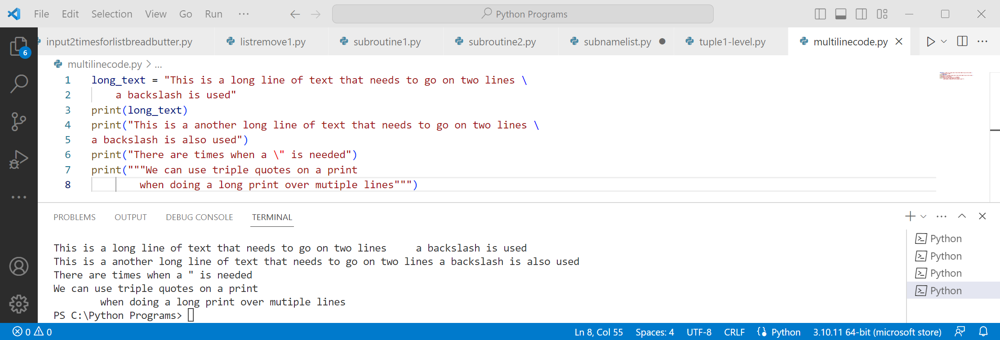 File Edit Selection View Go Run ··· Python Programs
input2timesforlistbreadbutter.py listremove1.py subroutine1.py subroutine2.py subnamelist.py tuple1-level.py multilinecode.py
6
multilinecode.py > ...
1 long_text = "This is a long line of text that needs to go on two lines \
2     a backslash is used"
3 print(long_text)
4 print("This is a another long line of text that needs to go on two lines \
5 a backslash is also used")
6 print("There are times when a \" is needed")
7 print("""We can use triple quotes on a print
8         when doing a long print over mutiple lines""")
PROBLEMS OUTPUT DEBUG CONSOLE TERMINAL
This is a long line of text that needs to go on two lines     a backslash is used
This is a another long line of text that needs to go on two lines a backslash is also used
There are times when a " is needed
We can use triple quotes on a print
        when doing a long print over mutiple lines
PS C:\Python Programs>
Python
Python
Python
Python
0 0 Ln 8, Col 55 Spaces: 4 UTF-8 CRLF Python 3.10.11 64-bit (microsoft store)